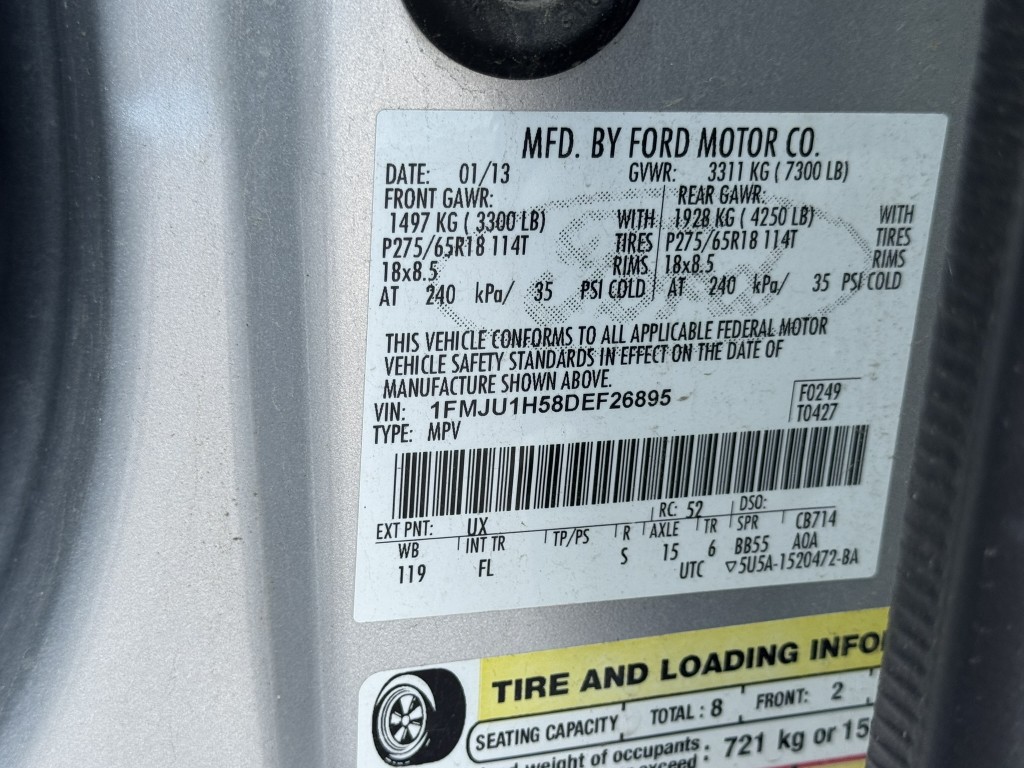 MFD. BY FORD MOTOR CO.
DATE: 01/13 GVWR: 3311 KG ( 7300 LB)
FRONT GAWR: REAR GAWR:
1497 KG ( 3300 LB) WITH 1928 KG ( 4250 LB) WITH
P275/65R18 114T TIRES P275/65R18 114T TIRES
18x8.5 RIMS 18x8.5 RIMS
AT 240 kPa/ 35 PSI COLD AT 240 kPa/ 35 PSI COLD
THIS VEHICLE CONFORMS TO ALL APPLICABLE FEDERAL MOTOR
VEHICLE SAFETY STANDARDS IN EFFECT ON THE DATE OF
MANUFACTURE SHOWN ABOVE.
VIN: 1FMJU1H58DEF26895 F0249
TYPE: MPV T0427
EXT PNT: UX RC: 52 DSO:
WB INT TR TP/PS R AXLE TR SPR CB714
119 FL S 15 6 BB55 AOA
UTC ▽5U5A-1520472-BA
TIRE AND LOADING INFO
SEATING CAPACITY TOTAL : 8 FRONT: 2
weight of occupants 721 kg or 15
exceed